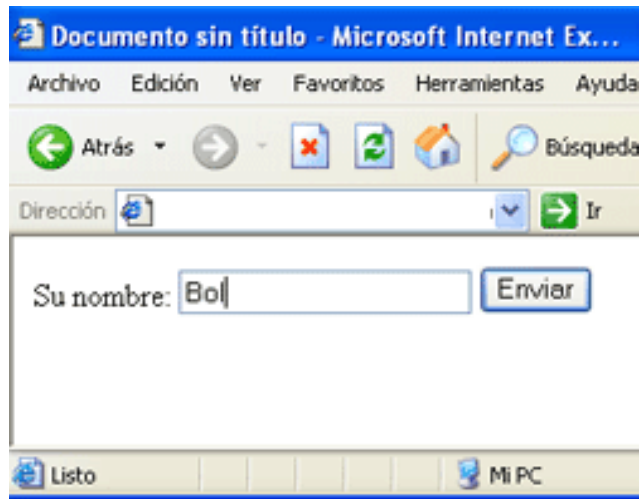 Documento sin título - Microsoft Internet Ex...
Archivo Edición Ver Favoritos Herramientas Ayuda
Atrás Búsqueda
Dirección Ir
Su nombre: Bol Enviar
Listo Mi PC